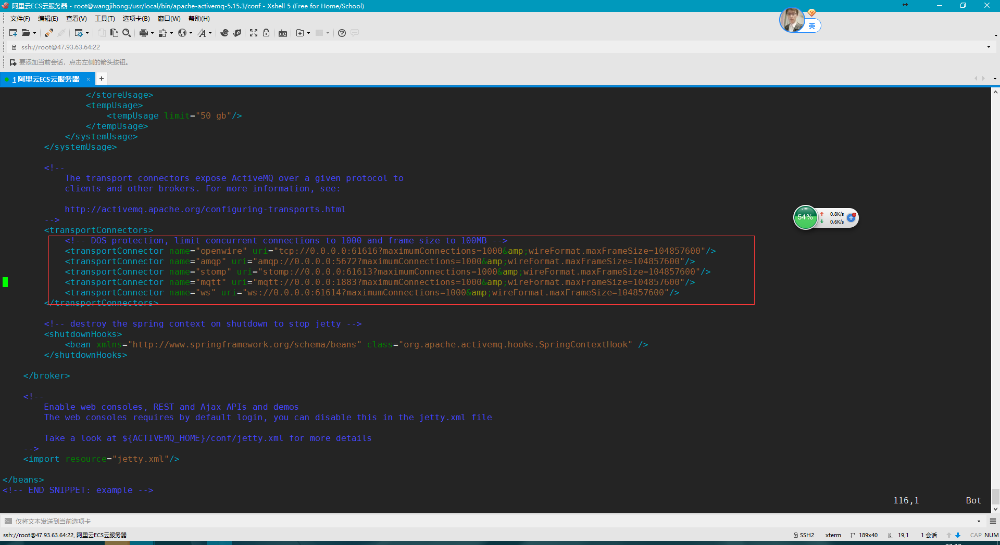 阿里云ECS云服务器 - root@wangjihong:/usr/local/bin/apache-activemq-5.15.3/conf - Xshell 5 (Free for Home/School)
文件(F) 编辑(E) 查看(V) 工具(T) 选项卡(B) 窗口(W) 帮助(H)
英
ssh://root@47.93.63.64:22
要添加当前会话，点击左侧的箭头按钮。
1 阿里云ECS云服务器 × +
</storeUsage>
<tempUsage>
<tempUsage limit="50 gb"/>
</tempUsage>
</systemUsage>
</systemUsage>
<!--
The transport connectors expose ActiveMQ over a given protocol to
clients and other brokers. For more information, see:
http://activemq.apache.org/configuring-transports.html
-->
54% 0.8K/s
0.6K/s
<transportConnectors>
<!-- DOS protection, limit concurrent connections to 1000 and frame size to 100MB -->
<transportConnector name="openwire" uri="tcp://0.0.0.0:61616?maximumConnections=1000&amp;wireFormat.maxFrameSize=104857600"/>
<transportConnector name="amqp" uri="amqp://0.0.0.0:5672?maximumConnections=1000&amp;wireFormat.maxFrameSize=104857600"/>
<transportConnector name="stomp" uri="stomp://0.0.0.0:61613?maximumConnections=1000&amp;wireFormat.maxFrameSize=104857600"/>
<transportConnector name="mqtt" uri="mqtt://0.0.0.0:1883?maximumConnections=1000&amp;wireFormat.maxFrameSize=104857600"/>
<transportConnector name="ws" uri="ws://0.0.0.0:61614?maximumConnections=1000&amp;wireFormat.maxFrameSize=104857600"/>
</transportConnectors>
<!-- destroy the spring context on shutdown to stop jetty -->
<shutdownHooks>
<bean xmlns="http://www.springframework.org/schema/beans" class="org.apache.activemq.hooks.SpringContextHook" />
</shutdownHooks>
</broker>
<!--
Enable web consoles, REST and Ajax APIs and demos
The web consoles requires by default login, you can disable this in the jetty.xml file
Take a look at ${ACTIVEMQ_HOME}/conf/jetty.xml for more details
-->
<import resource="jetty.xml"/>
</beans>
<!-- END SNIPPET: example -->
116,1 Bot
仅将文本发送到当前选项卡
ssh://root@47.93.63.64:22, 阿里云ECS云服务器 SSH2 xterm 189x40 19,1 1 会话 CAP NUM